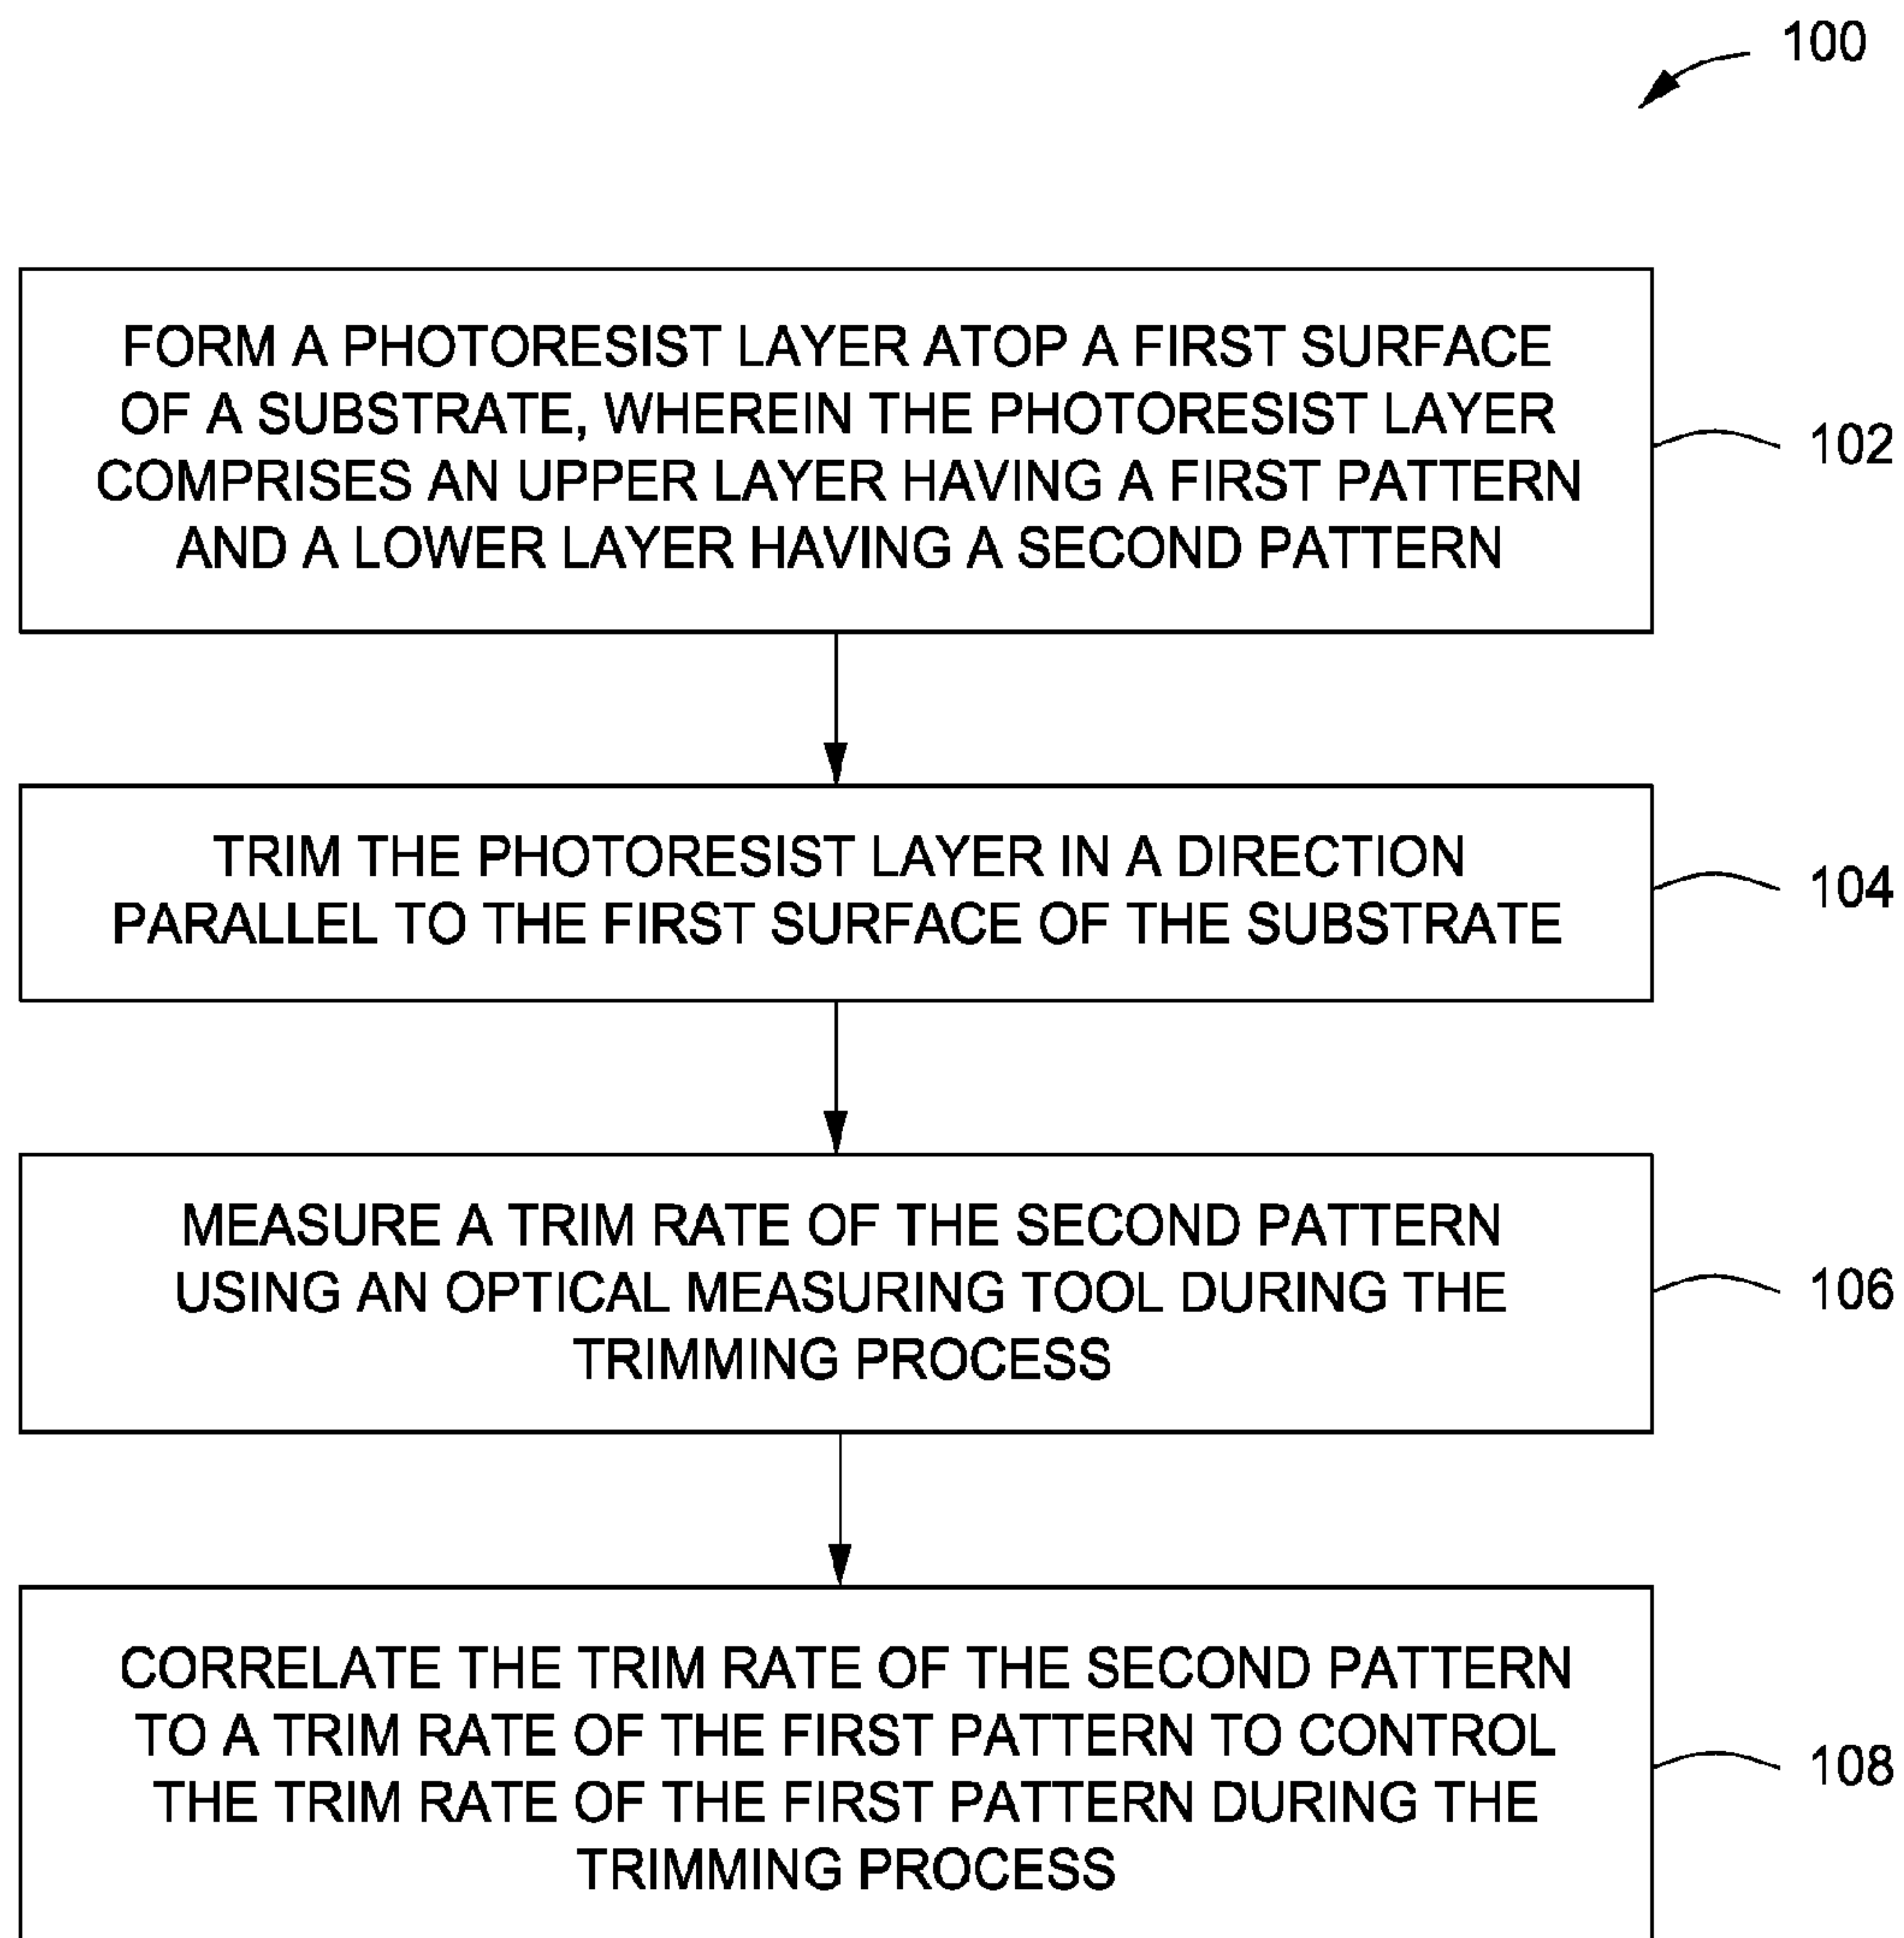 100
FORM A PHOTORESIST LAYER ATOP A FIRST SURFACE
OF A SUBSTRATE, WHEREIN THE PHOTORESIST LAYER
COMPRISES AN UPPER LAYER HAVING A FIRST PATTERN
AND A LOWER LAYER HAVING A SECOND PATTERN
102
TRIM THE PHOTORESIST LAYER IN A DIRECTION
PARALLEL TO THE FIRST SURFACE OF THE SUBSTRATE
104
MEASURE A TRIM RATE OF THE SECOND PATTERN
USING AN OPTICAL MEASURING TOOL DURING THE
TRIMMING PROCESS
106
CORRELATE THE TRIM RATE OF THE SECOND PATTERN
TO A TRIM RATE OF THE FIRST PATTERN TO CONTROL
THE TRIM RATE OF THE FIRST PATTERN DURING THE
TRIMMING PROCESS
108